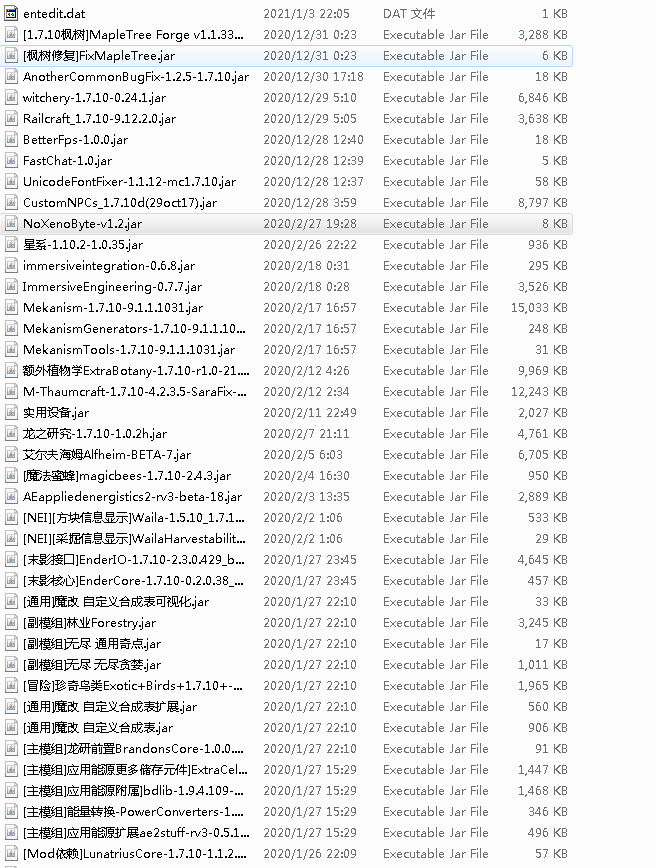 entedit.dat 2021/1/3 22:05 DAT 文件 1 KB
[1.7.10枫树]MapleTree Forge v1.1.33... 2020/12/31 0:23 Executable Jar File 3,288 KB
[枫树修复]FixMapleTree.jar 2020/12/31 0:23 Executable Jar File 6 KB
AnotherCommonBugFix-1.2.5-1.7.10.jar 2020/12/30 17:18 Executable Jar File 18 KB
witchery-1.7.10-0.24.1.jar 2020/12/29 5:10 Executable Jar File 6,846 KB
Railcraft_1.7.10-9.12.2.0.jar 2020/12/29 5:05 Executable Jar File 3,638 KB
BetterFps-1.0.0.jar 2020/12/28 12:40 Executable Jar File 18 KB
FastChat-1.0.jar 2020/12/28 12:39 Executable Jar File 5 KB
UnicodeFontFixer-1.1.12-mc1.7.10.jar 2020/12/28 12:37 Executable Jar File 58 KB
CustomNPCs_1.7.10d(29oct17).jar 2020/12/28 3:59 Executable Jar File 8,797 KB
NoXenoByte-v1.2.jar 2020/2/27 19:28 Executable Jar File 8 KB
星系-1.10.2-1.0.35.jar 2020/2/26 22:22 Executable Jar File 936 KB
immersiveintegration-0.6.8.jar 2020/2/18 0:31 Executable Jar File 295 KB
ImmersiveEngineering-0.7.7.jar 2020/2/18 0:28 Executable Jar File 3,526 KB
Mekanism-1.7.10-9.1.1.1031.jar 2020/2/17 16:57 Executable Jar File 15,033 KB
MekanismGenerators-1.7.10-9.1.1.10... 2020/2/17 16:57 Executable Jar File 248 KB
MekanismTools-1.7.10-9.1.1.1031.jar 2020/2/17 16:57 Executable Jar File 31 KB
额外植物学ExtraBotany-1.7.10-r1.0-21.... 2020/2/12 4:26 Executable Jar File 9,969 KB
M-Thaumcraft-1.7.10-4.2.3.5-SaraFix-... 2020/2/12 2:34 Executable Jar File 12,243 KB
实用设备.jar 2020/2/11 22:49 Executable Jar File 2,027 KB
龙之研究-1.7.10-1.0.2h.jar 2020/2/7 21:11 Executable Jar File 4,761 KB
艾尔夫海姆Alfheim-BETA-7.jar 2020/2/5 6:03 Executable Jar File 6,705 KB
[魔法蜜蜂]magicbees-1.7.10-2.4.3.jar 2020/2/4 16:30 Executable Jar File 950 KB
AEappliedenergistics2-rv3-beta-18.jar 2020/2/3 13:35 Executable Jar File 2,889 KB
[NEI][方块信息显示]Waila-1.5.10_1.7.1... 2020/2/2 1:06 Executable Jar File 533 KB
[NEI][采掘信息显示]WailaHarvestabilit... 2020/2/2 1:06 Executable Jar File 29 KB
[末影接口]EnderIO-1.7.10-2.3.0.429_b... 2020/1/27 23:45 Executable Jar File 4,645 KB
[末影核心]EnderCore-1.7.10-0.2.0.38_... 2020/1/27 23:45 Executable Jar File 457 KB
[通用]魔改 自定义合成表可视化.jar 2020/1/27 22:10 Executable Jar File 33 KB
[副模组]林业Forestry.jar 2020/1/27 22:10 Executable Jar File 3,245 KB
[副模组]无尽 通用奇点.jar 2020/1/27 22:10 Executable Jar File 17 KB
[副模组]无尽 无尽贪婪.jar 2020/1/27 22:10 Executable Jar File 1,011 KB
[冒险]珍奇鸟类Exotic+Birds+1.7.10+-... 2020/1/27 22:10 Executable Jar File 1,965 KB
[通用]魔改 自定义合成表扩展.jar 2020/1/27 22:10 Executable Jar File 560 KB
[通用]魔改 自定义合成表.jar 2020/1/27 22:10 Executable Jar File 906 KB
[主模组]龙研前置BrandonsCore-1.0.0.... 2020/1/27 22:10 Executable Jar File 91 KB
[主模组]应用能源更多储存元件]ExtraCel... 2020/1/27 15:29 Executable Jar File 1,447 KB
[主模组]应用能源附属]bdlib-1.9.4.109-... 2020/1/27 15:29 Executable Jar File 1,468 KB
[主模组]能量转换-PowerConverters-1.... 2020/1/27 15:29 Executable Jar File 346 KB
[主模组]应用能源扩展ae2stuff-rv3-0.5.1... 2020/1/27 15:29 Executable Jar File 496 KB
[Mod依赖]LunatriusCore-1.7.10-1.1.2.... 2020/1/26 22:09 Executable Jar File 57 KB